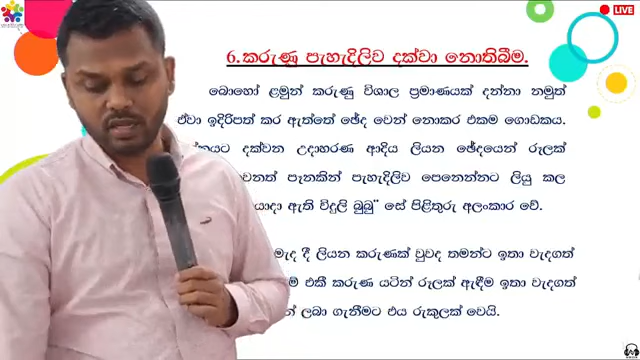 LIVE
6. කරුණු පැහැදිලිව දක්වා නොතිබීම.
බොහෝ ළමුන් කරුණු විශාල ප්‍රමාණයක් දන්නා නමුත්
ඒවා ඉදිරිපත් කර ඇත්තේ ඡේද වෙන් නොකර එකම ගොඩකය.
දක්වන උදාහරණ ආදිය ලියන ඡේදයෙන් රූලක්
පැනකින් පැහැදිලිව පෙනෙන්නට ලියු කල
ඇති විදුලි බුබු" සේ පිළිතුරු අලංකාර වේ.
මැද දී ලියන කරුණක් වුවද තමන්ට ඉතා වැදගත්
එකී කරුණ යටින් රූලක් ඇඳීම ඉතා වැදගත්
ලබා ගැනීමට එය රුකුලක් වෙයි.